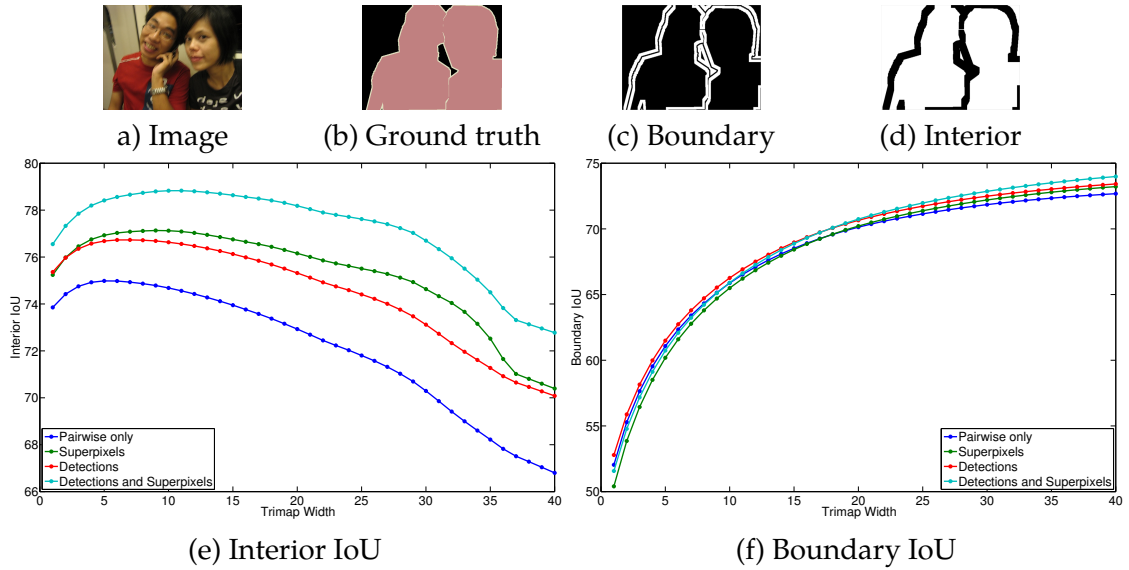 a) Image
(b) Ground truth
(c) Boundary
(d) Interior
80
78
76
74
72
70
68
66
Interior IoU
0 5 10 15 20 25 30 35 40
Trimap Width
Pairwise only
Superpixels
Detections
Detections and Superpixels
(e) Interior IoU
75
70
65
60
55
50
Boundary IoU
0 5 10 15 20 25 30 35 40
Trimap Width
Pairwise only
Superpixels
Detections
Detections and Superpixels
(f) Boundary IoU